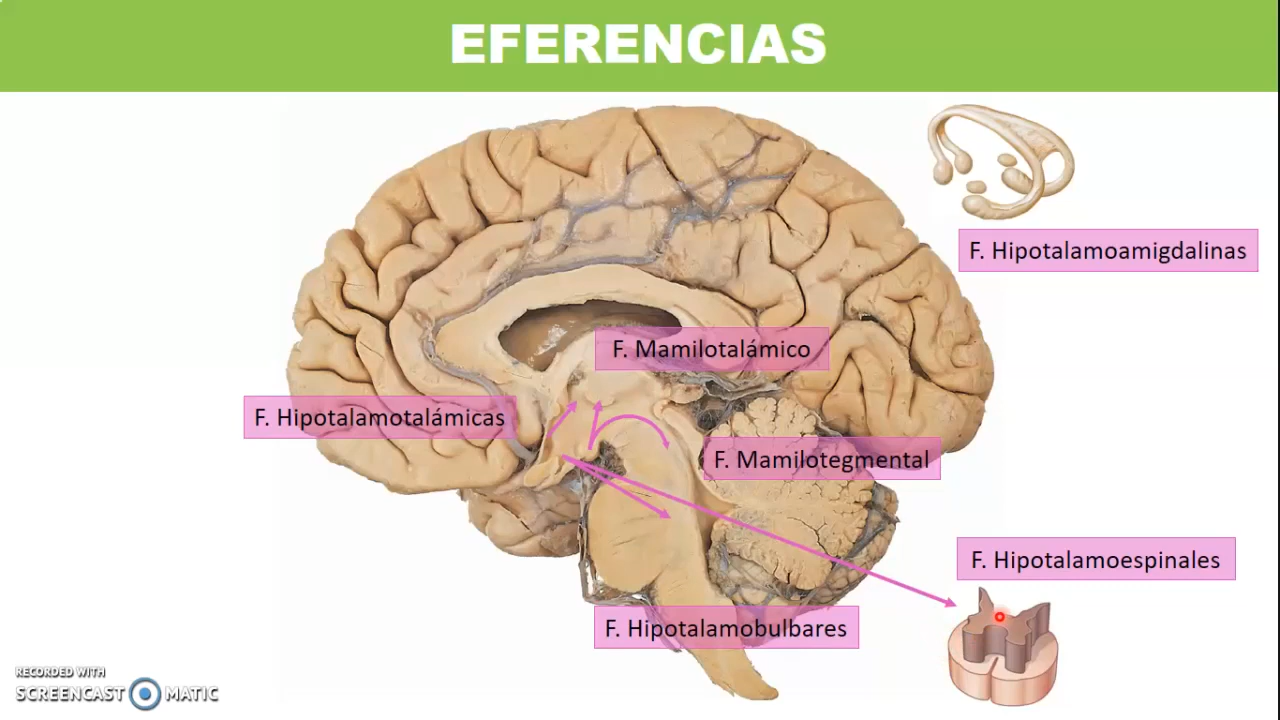 EFERENCIAS
F. Hipotalamoamigdalinas
F. Mamilotalámico
F. Hipotalamotalámicas
F. Mamilotegmental
F. Hipotalamoespinales
F. Hipotalamobulbares
RECORDED WITH
SCREENCAST MATIC